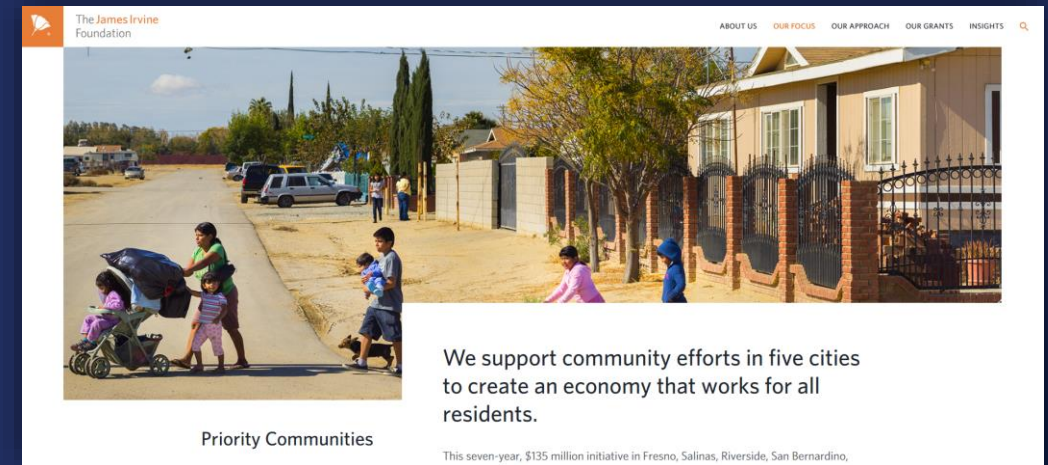 The James Irvine
Foundation
ABOUT US OUR FOCUS OUR APPROACH OUR GRANTS INSIGHTS
We support community efforts in five cities
to create an economy that works for all
residents.
Priority Communities
This seven-year, $135 million initiative in Fresno, Salinas, Riverside, San Bernardino,